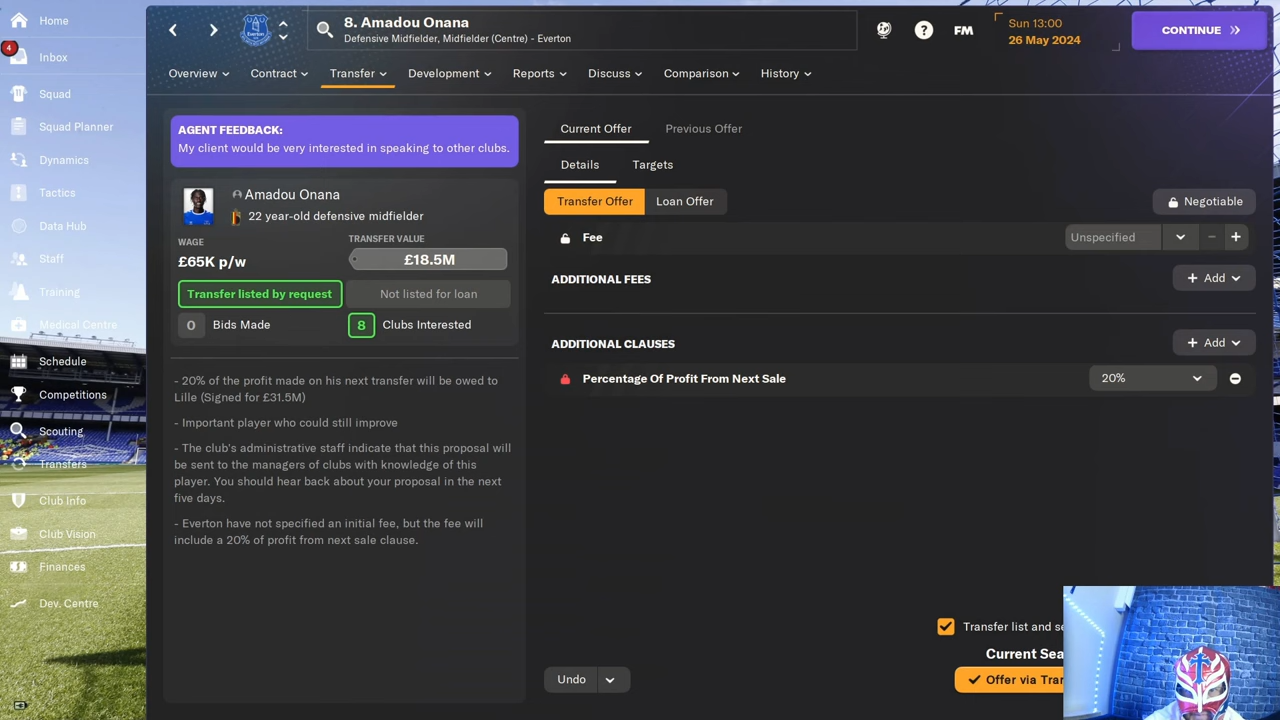 Home
4
Inbox
Squad
Squad Planner
Dynamics
Tactics
Data Hub
Staff
Training
Medical Centre
Schedule
Competitions
Scouting
Transfers
Club Info
Club Vision
Finances
Dev. Centre
Everton
8. Amadou Onana
Defensive Midfielder, Midfielder (Centre) - Everton
?
FM
Sun 13:00
26 May 2024
CONTINUE
Overview
Contract
Transfer
Development
Reports
Discuss
Comparison
History
AGENT FEEDBACK:
My client would be very interested in speaking to other clubs.
Amadou Onana
22 year-old defensive midfielder
WAGE
£65K p/w
TRANSFER VALUE
£18.5M
Transfer listed by request
Not listed for loan
0 Bids Made
8 Clubs Interested
- 20% of the profit made on his next transfer will be owed to
Lille (Signed for £31.5M)
- Important player who could still improve
- The club's administrative staff indicate that this proposal will
be sent to the managers of clubs with knowledge of this
player. You should hear back about your proposal in the next
five days.
- Everton have not specified an initial fee, but the fee will
include a 20% of profit from next sale clause.
Current Offer
Previous Offer
Details
Targets
Transfer Offer
Loan Offer
Negotiable
Fee
Unspecified
ADDITIONAL FEES
+ Add
ADDITIONAL CLAUSES
+ Add
Percentage Of Profit From Next Sale
20%
Transfer list and se
Current Sea
Undo
Offer via Tran